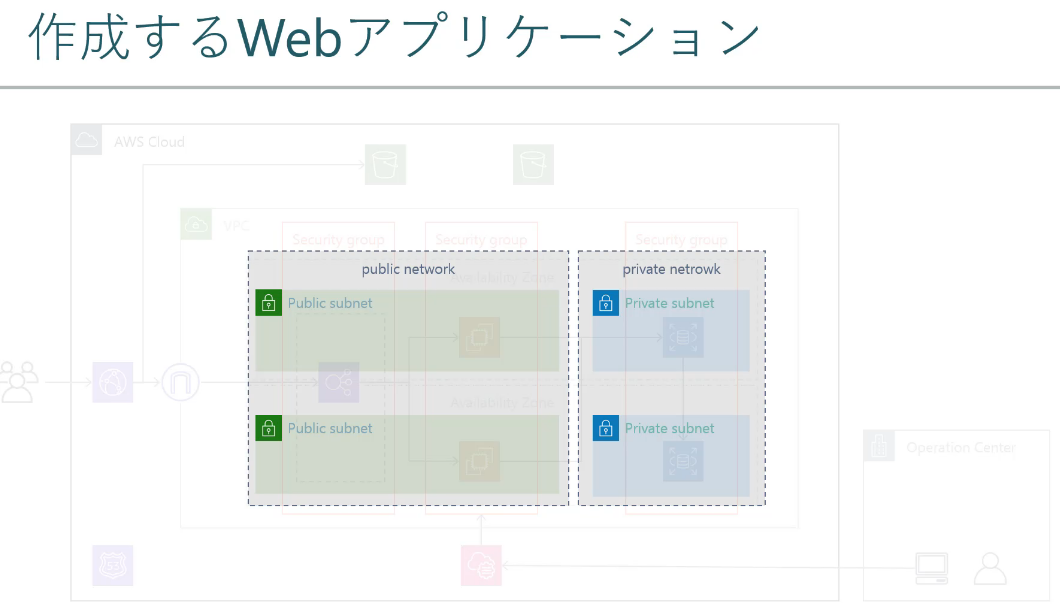 作成するWebアプリケーション
AWS Cloud
VPC
Security group
Security group
Security group
public network
private netrowk
Availability Zone
Public subnet
Private subnet
Availability Zone
Public subnet
Private subnet
Operation Center
53